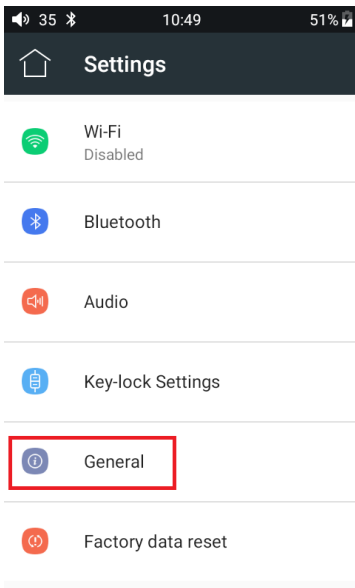 35 10:49 51%
Settings
Wi-Fi
Disabled
Bluetooth
Audio
Key-lock Settings
General
Factory data reset